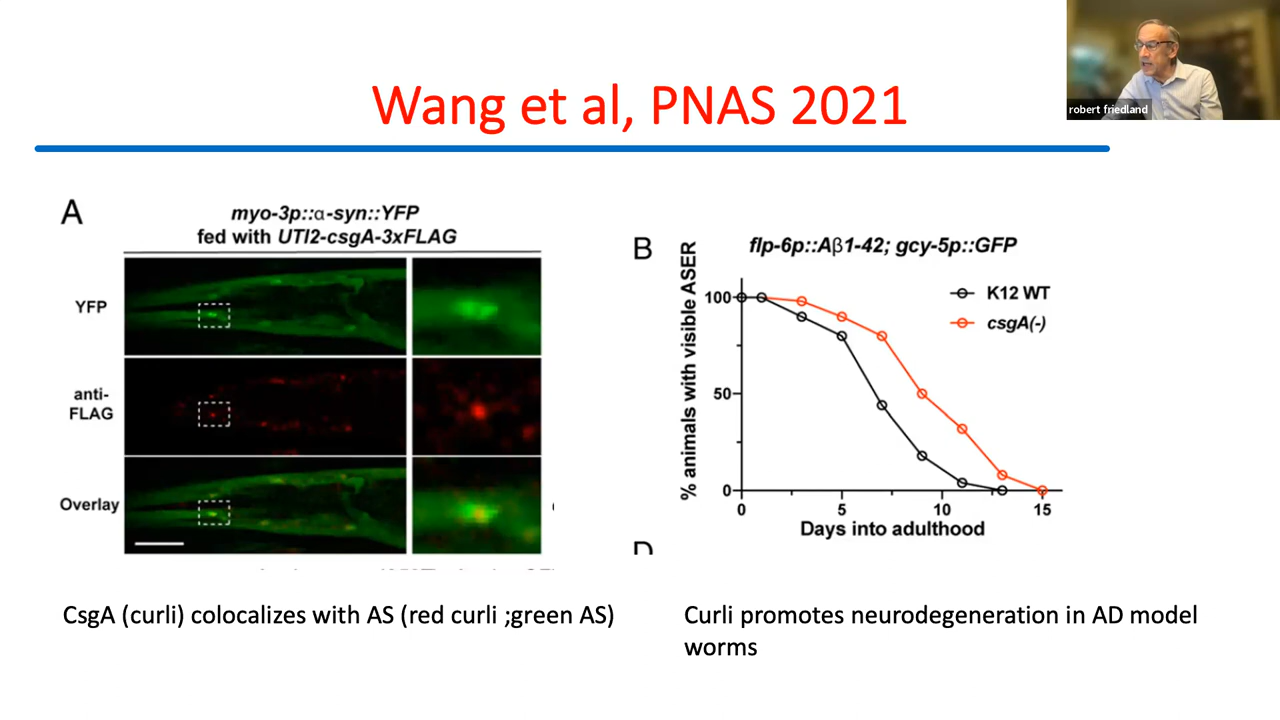 robert friedland
Wang et al, PNAS 2021
A
myo-3p::α-syn::YFP
fed with UTI2-csgA-3xFLAG
YFP
anti-
FLAG
Overlay
B
flp-6p::Aβ1-42; gcy-5p::GFP
% animals with visible ASER
100
50
0
0
5
10
15
Days into adulthood
K12 WT
csgA(-)
D
CsgA (curli) colocalizes with AS (red curli ;green AS)
Curli promotes neurodegeneration in AD model
worms